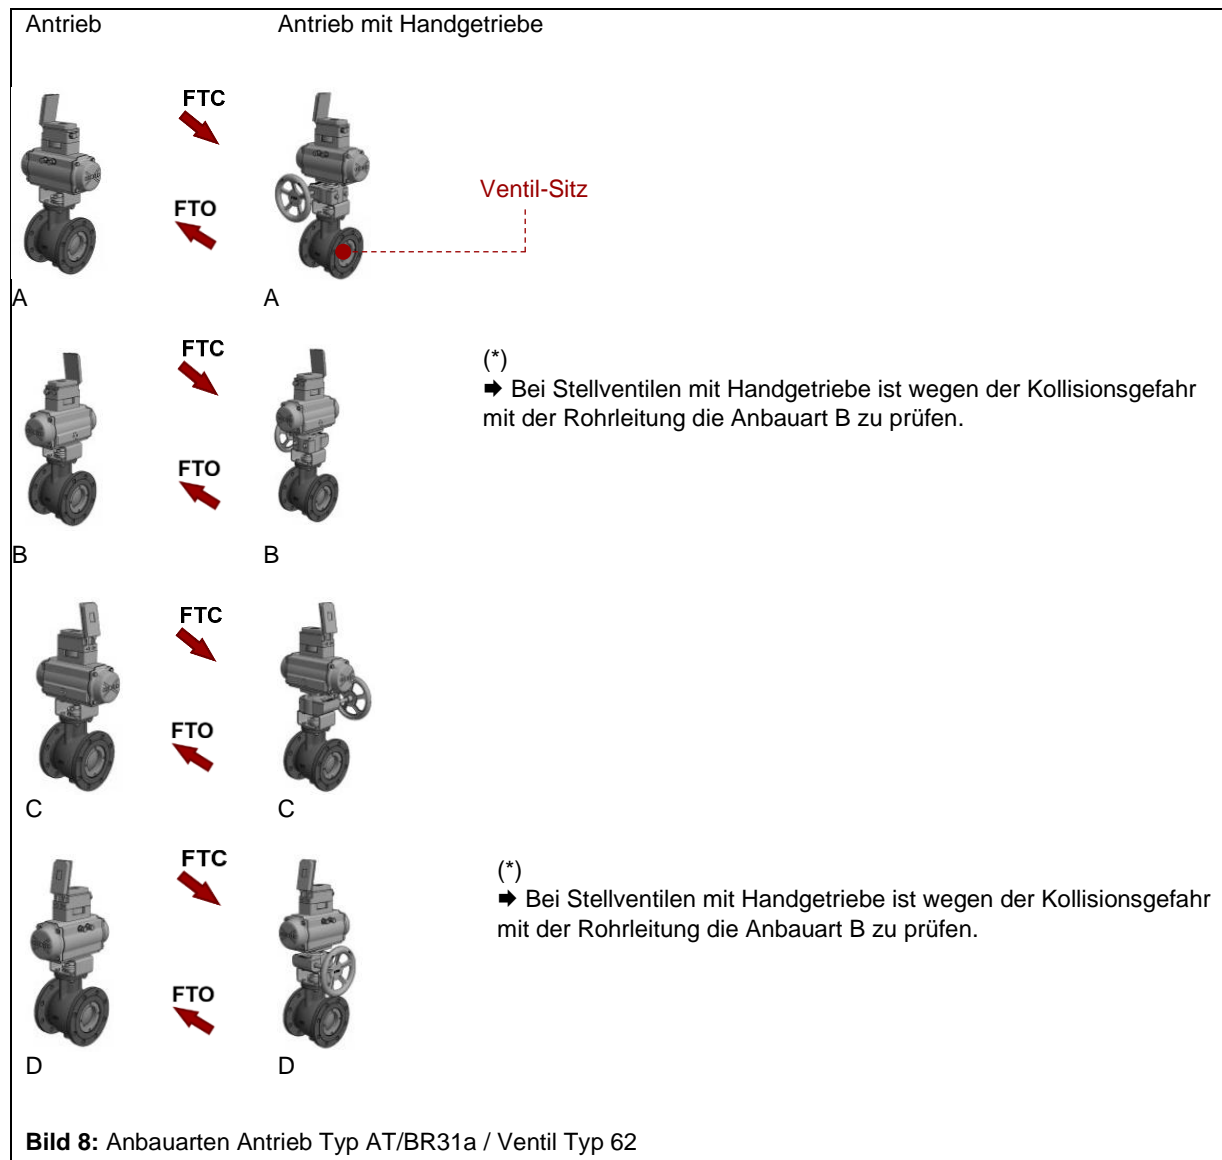 Antrieb
Antrieb mit Handgetriebe
FTC
FTO
Ventil-Sitz
A
A
FTC
(*)
🡺 Bei Stellventilen mit Handgetriebe ist wegen der Kollisionsgefahr
mit der Rohrleitung die Anbauart B zu prüfen.
FTO
B
B
FTC
FTO
C
C
FTC
(*)
🡺 Bei Stellventilen mit Handgetriebe ist wegen der Kollisionsgefahr
mit der Rohrleitung die Anbauart B zu prüfen.
FTO
D
D
Bild 8: Anbauarten Antrieb Typ AT/BR31a / Ventil Typ 62